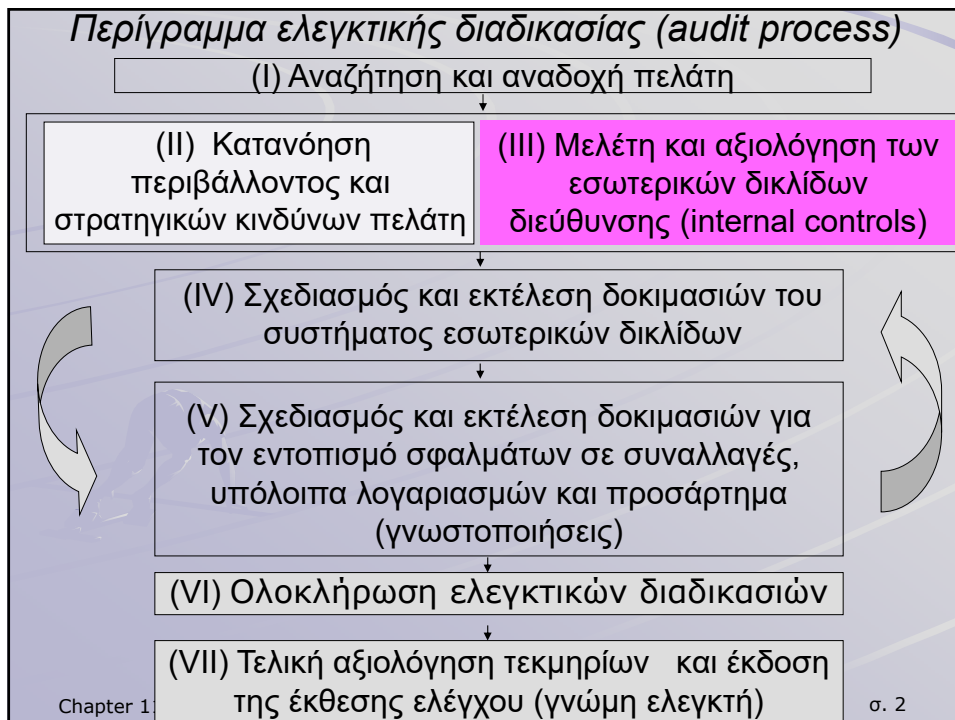 Περίγραμμα ελεγκτικής διαδικασίας (audit process)
(I) Αναζήτηση και αναδοχή πελάτη
(II) Κατανόηση
περιβάλλοντος και
στρατηγικών κινδύνων πελάτη
(III) Μελέτη και αξιολόγηση των
εσωτερικών δικλίδων
διεύθυνσης (internal controls)
(IV) Σχεδιασμός και εκτέλεση δοκιμασιών του
συστήματος εσωτερικών δικλίδων
(V) Σχεδιασμός και εκτέλεση δοκιμασιών για
τον εντοπισμό σφαλμάτων σε συναλλαγές,
υπόλοιπα λογαριασμών και προσάρτημα
(γνωστοποιήσεις)
(VI) Ολοκλήρωση ελεγκτικών διαδικασιών
(VII) Τελική αξιολόγηση τεκμηρίων και έκδοση
της έκθεσης ελέγχου (γνώμη ελεγκτή)
Chapter
σ. 2